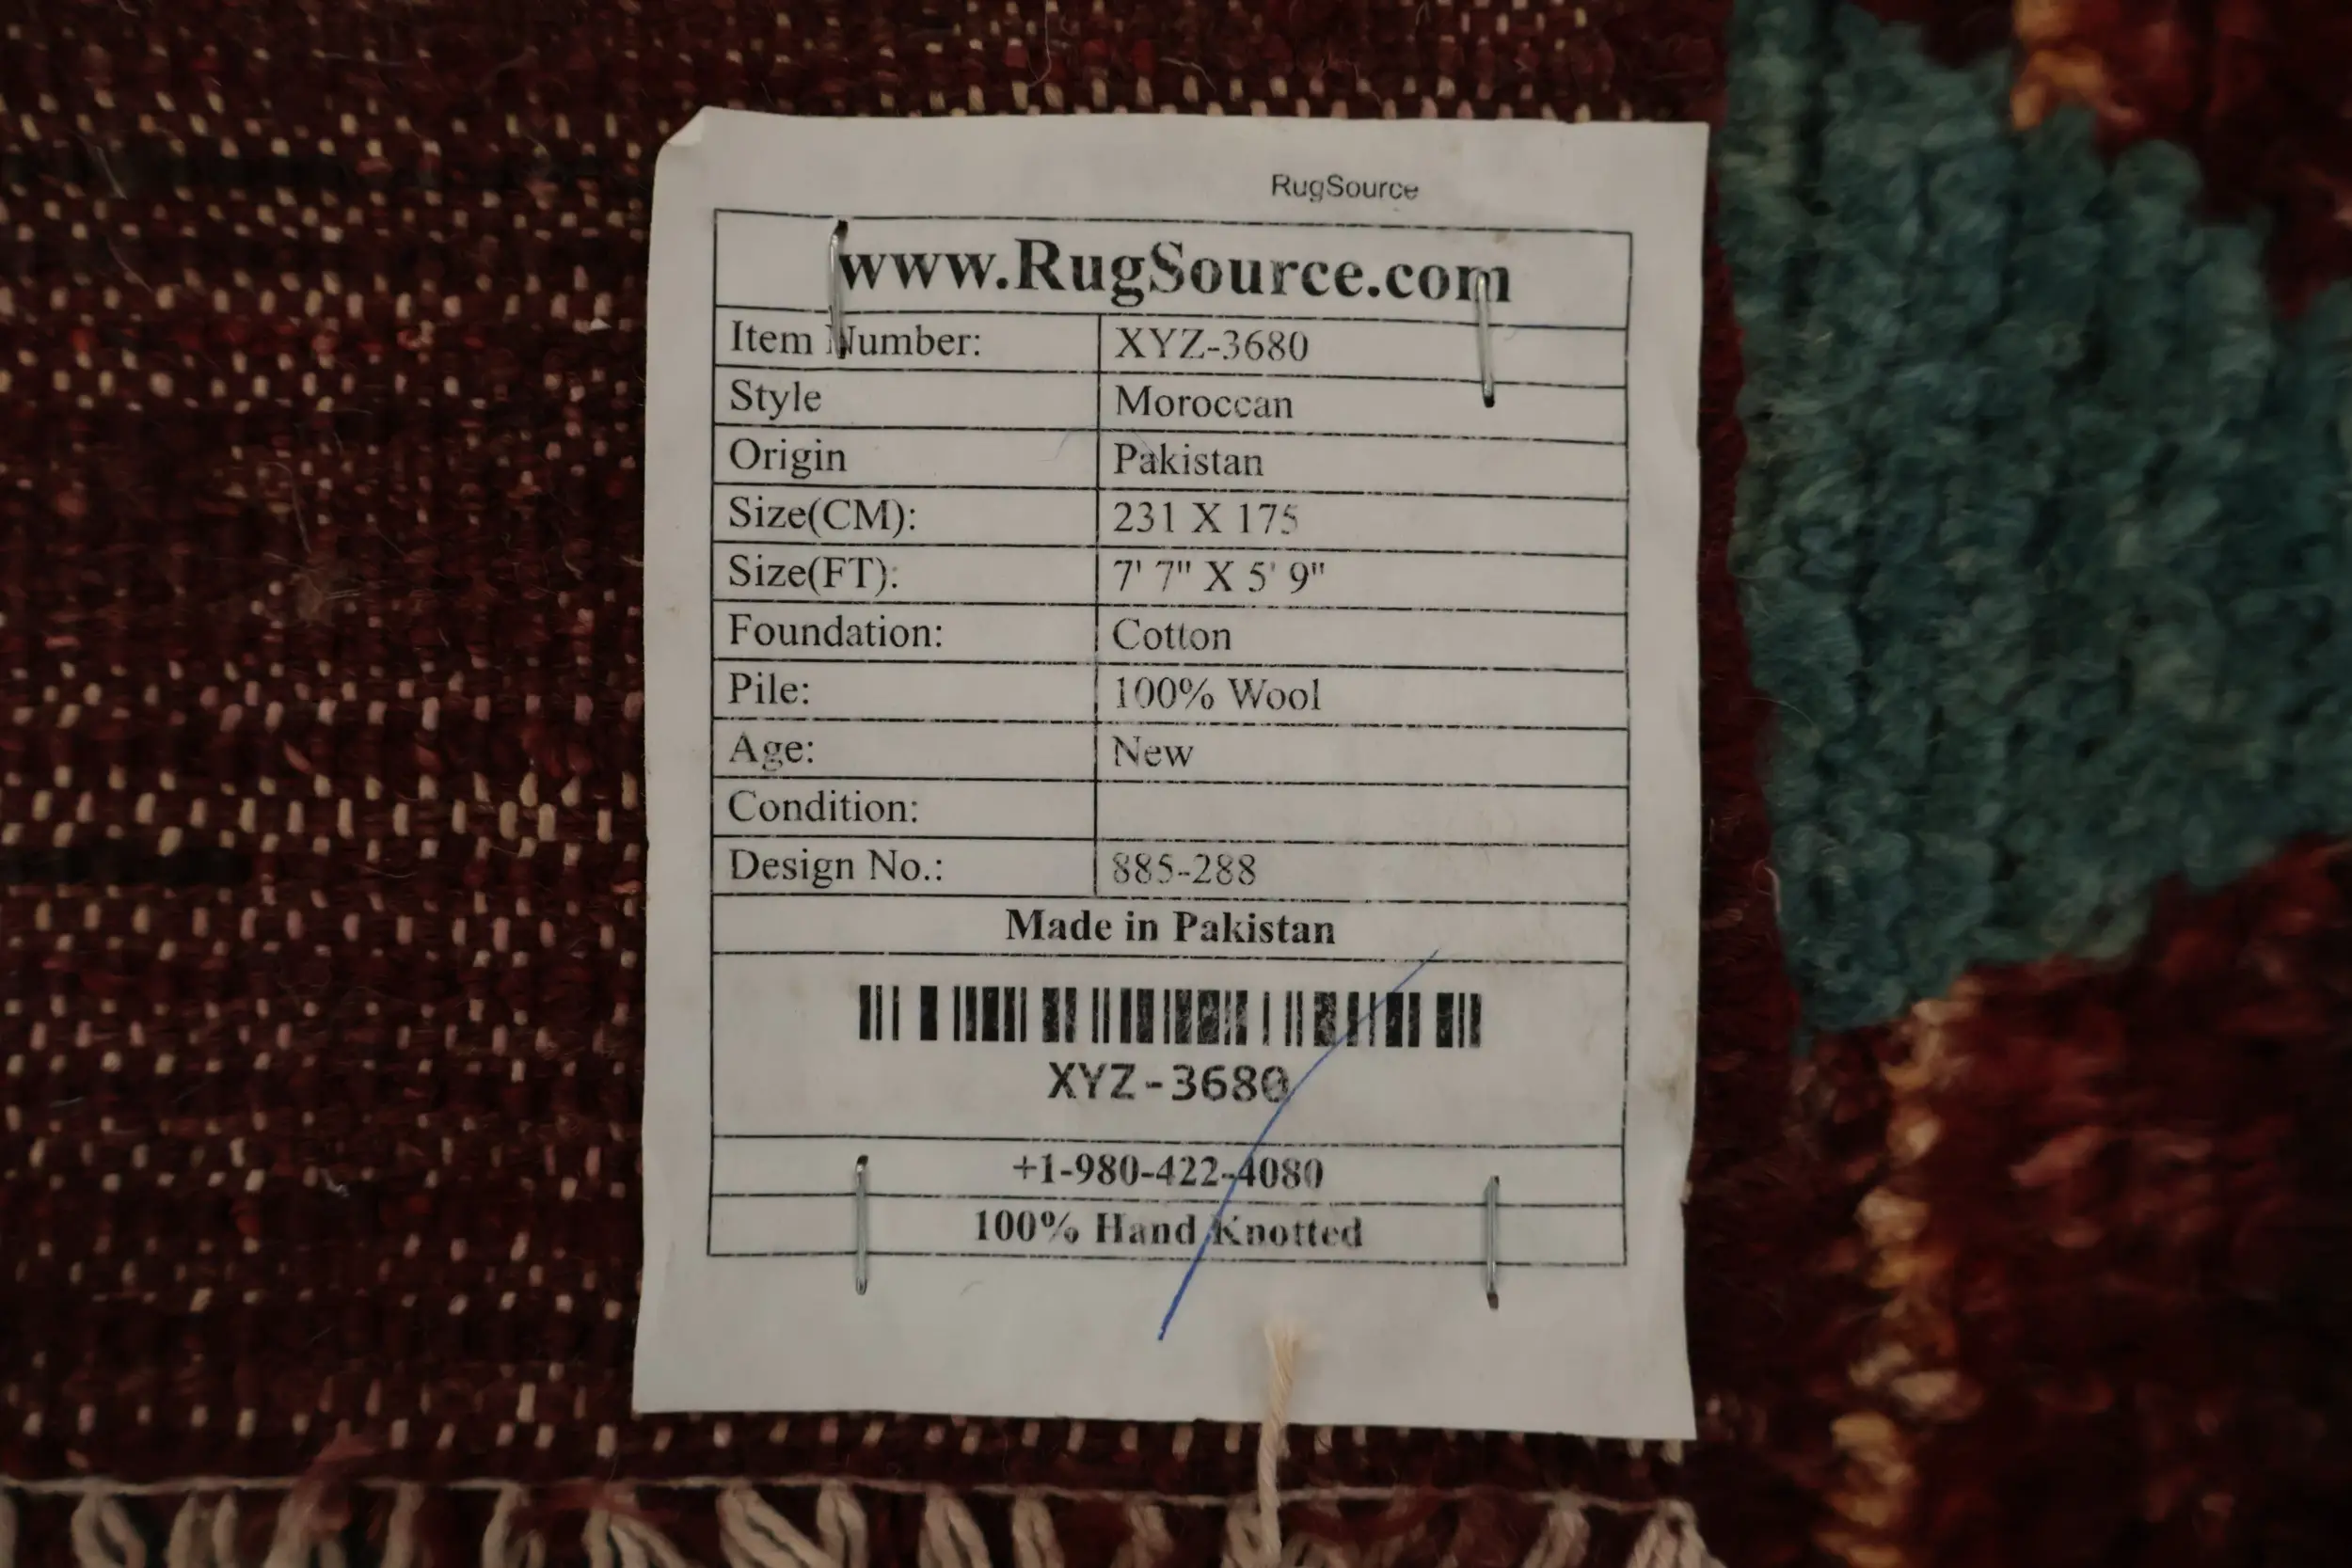 RugSource
www.RugSource.com
Item Number: XYZ-3680
Style Moroccan
Origin Pakistan
Size(CM): 231 X 175
Size(FT): 7' 7" X 5' 9"
Foundation: Cotton
Pile: 100% Wool
Age: New
Condition:
Design No.: 885-288
Made in Pakistan
XYZ-3680
+1-980-422-4080
100% Hand Knotted